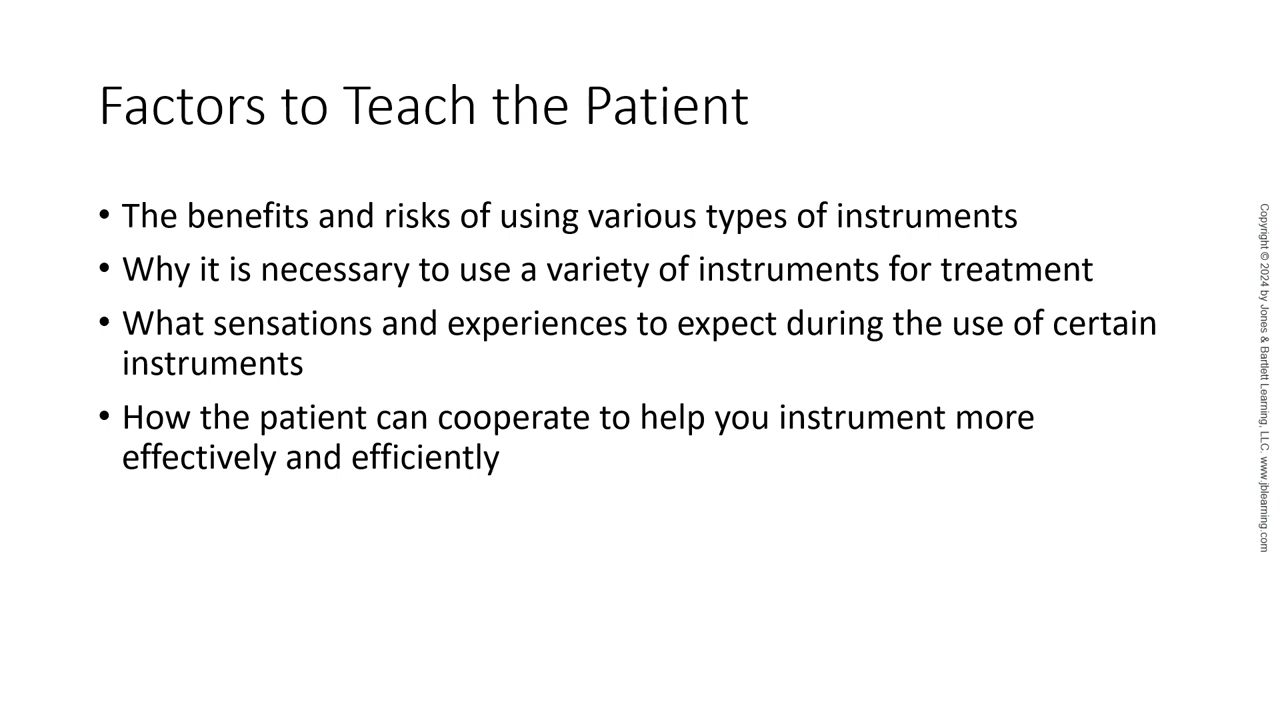 Factors to Teach the Patient
• The benefits and risks of using various types of instruments
• Why it is necessary to use a variety of instruments for treatment
• What sensations and experiences to expect during the use of certain
instruments
• How the patient can cooperate to help you instrument more
effectively and efficiently
Copyright © 2024 by Jones & Bartlett Learning, LLC. www.jblearning.com